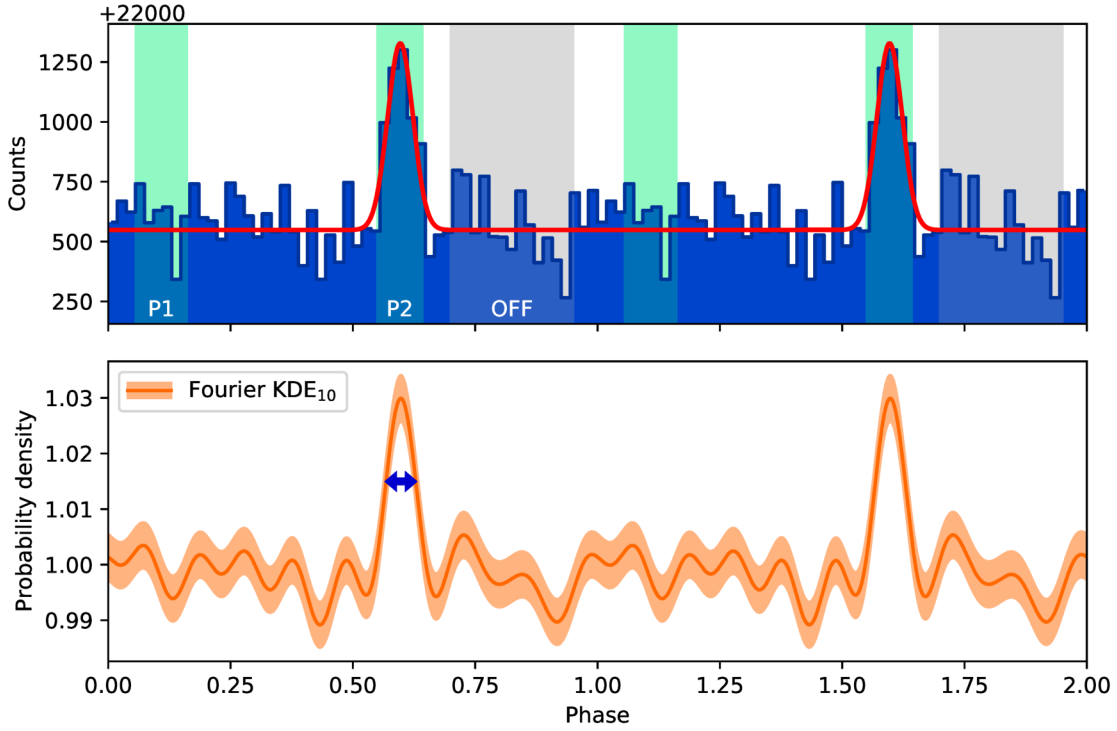 +22000
1250
1000
750
500
250
Counts
P1
P2
OFF
Fourier KDE₁₀
1.03
1.02
1.01
1.00
0.99
Probability density
0.00 0.25 0.50 0.75 1.00 1.25 1.50 1.75 2.00
Phase